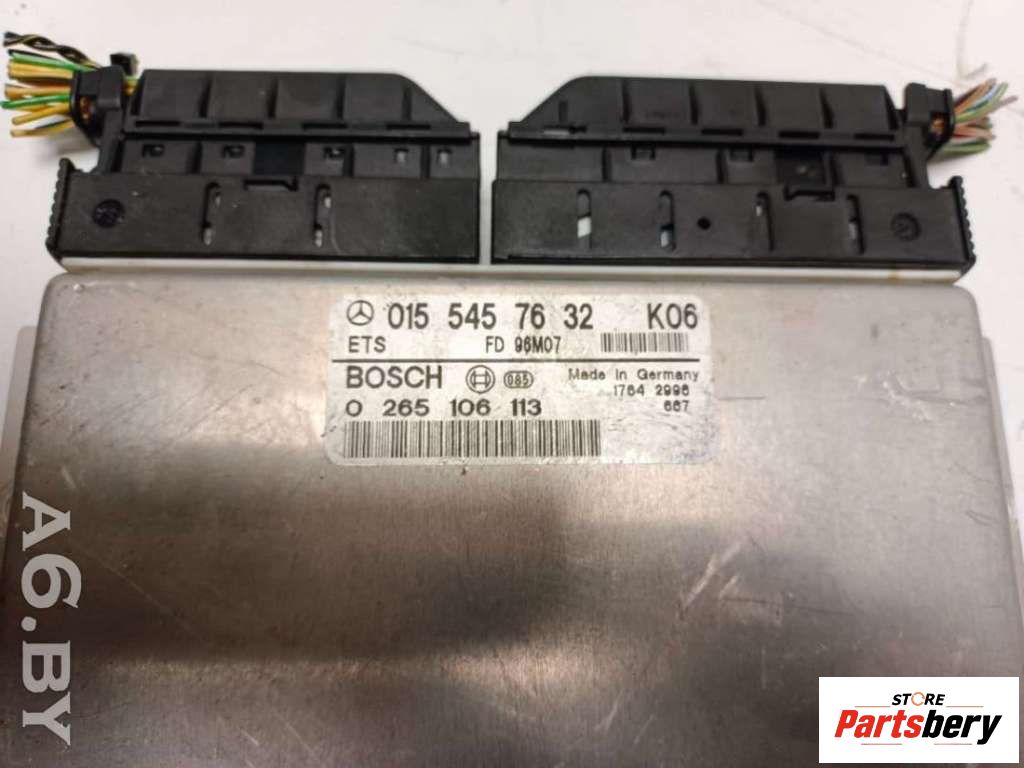 015 545 76 32 K06
ETS FD 96M07
BOSCH 085 Made in Germany
1764 2996
0 265 106 113 667
A6.BY
STORE
Partsbery